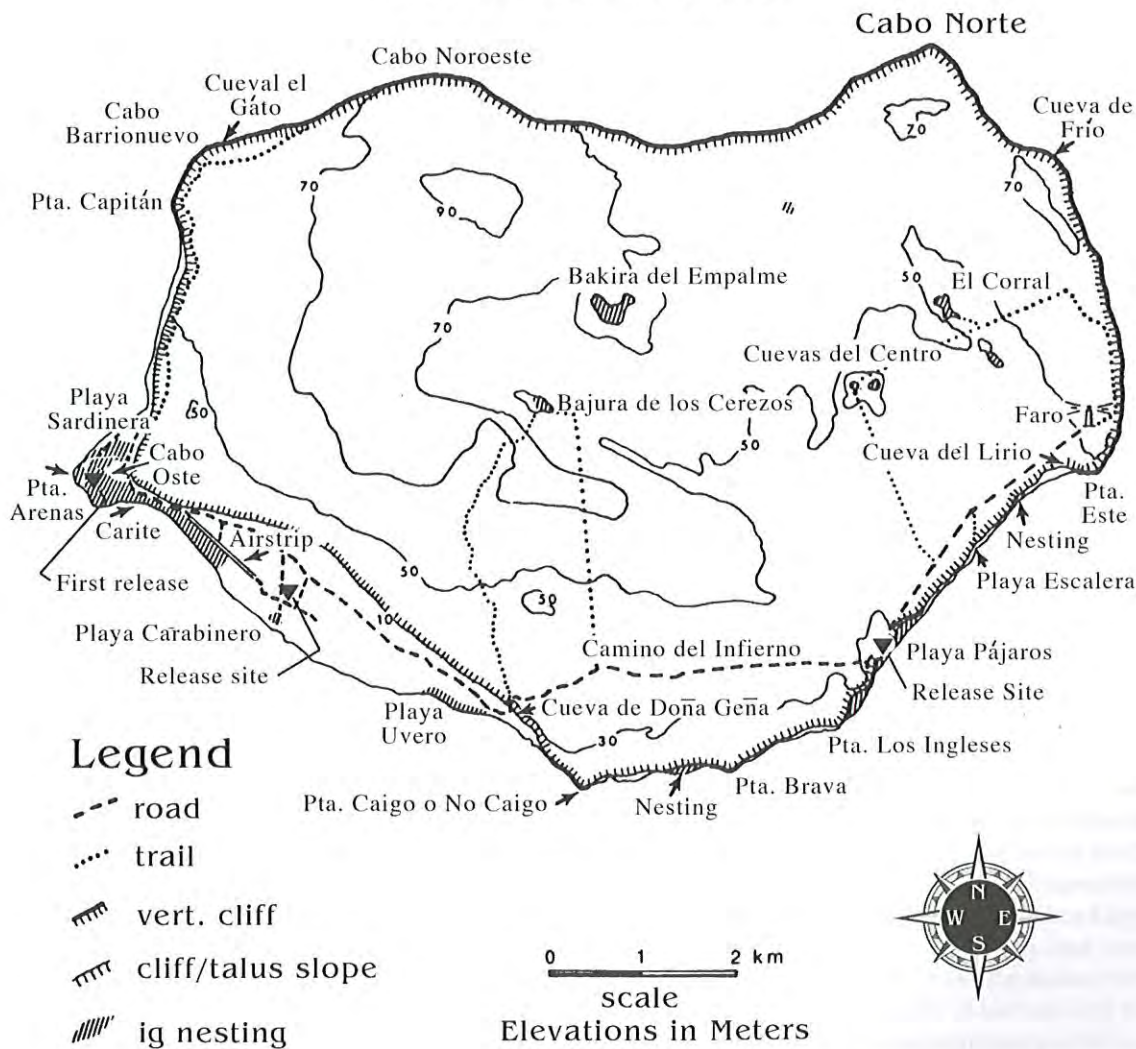 Cabo Norte
Cabo Noroeste
Cueval el
Gáto
Cabo
Barrionuevo
Cueva de
Frío
70
Pta. Capitán
70
90
70
Bakira del Empalme
50
El Corral
70
Cuevas del Centro
Playa
Sardinera
50
Bajura de los Cerezos
50
Faro
Cabo
Oste
Cueva del Lirio
Pta.
Arenas
Pta.
Este
Carite
Airstrip
Nesting
First release
50
Playa Escalera
50
Playa Carabinero
10
Camino del Infierno
Playa Pájaros
Release site
Release Site
Cueva de Doña Geña
Playa
Uvero
30
Pta. Los Ingleses
Pta. Brava
Pta. Caigo o No Caigo
Nesting
Legend
road
trail
vert. cliff
cliff/talus slope
ig nesting
0 1 2 km
scale
Elevations in Meters
N
W E
S